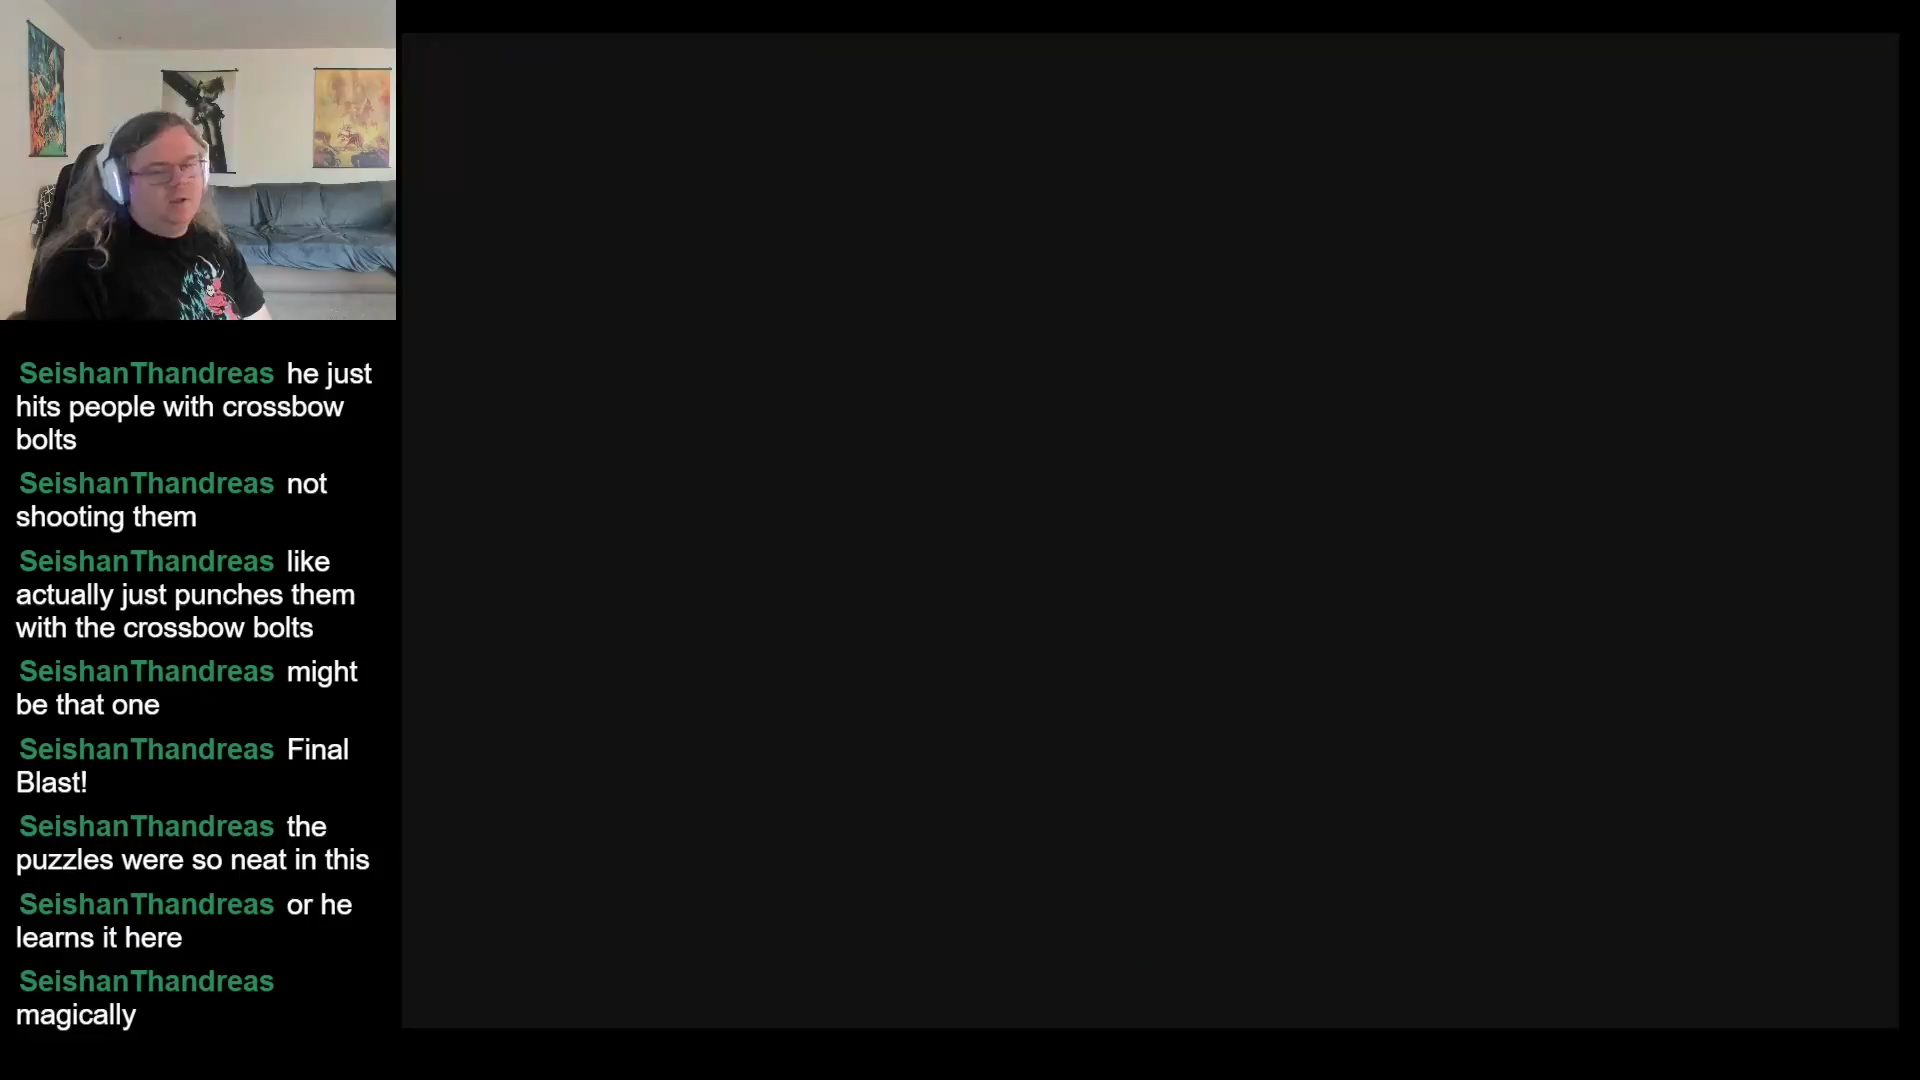 SeishanThandreas he just
hits people with crossbow
bolts
SeishanThandreas not
shooting them
SeishanThandreas like
actually just punches them
with the crossbow bolts
SeishanThandreas might
be that one
SeishanThandreas Final
Blast!
SeishanThandreas the
puzzles were so neat in this
SeishanThandreas or he
learns it here
SeishanThandreas
magically